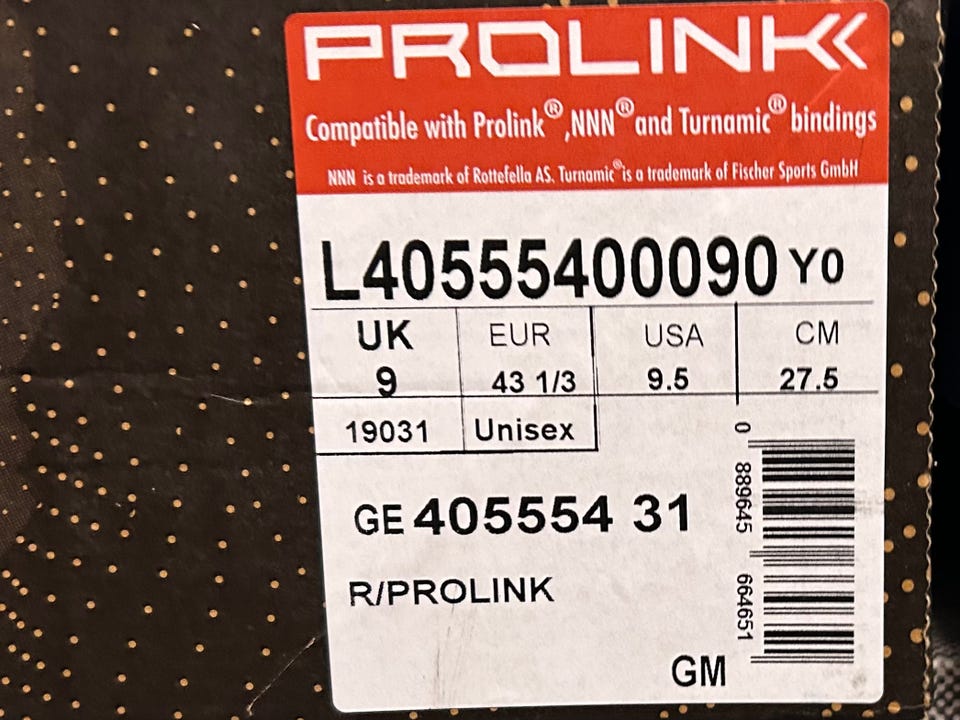 PROLINK
Compatible with Prolink®,NNN® and Turnamic® bindings
NNN is a trademark of Rottefella AS. Turnamic® is a trademark of Fischer Sports GmbH
L40555400090 Y0
UK EUR USA CM
9 43 1/3 9.5 27.5
19031 Unisex
GE 405554 31
R/PROLINK
0 889645 664651
GM